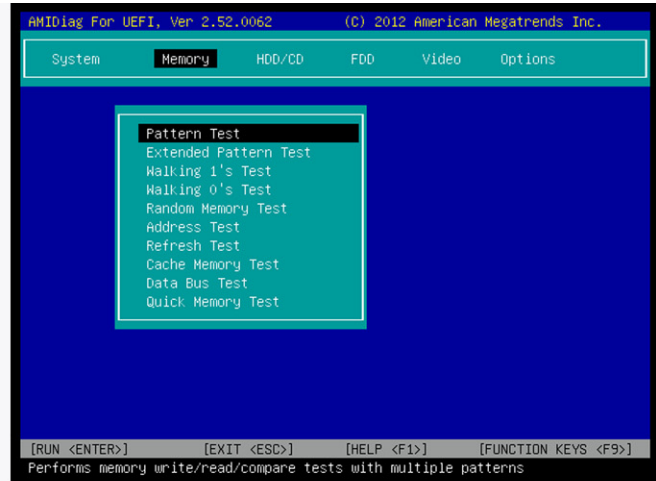 AMIDiag For UEFI, Ver 2.52.0062 (C) 2012 American Megatrends Inc.
System Memory HDD/CD FDD Video Options
Pattern Test
Extended Pattern Test
Walking 1's Test
Walking 0's Test
Random Memory Test
Address Test
Refresh Test
Cache Memory Test
Data Bus Test
Quick Memory Test
[RUN <ENTER>] [EXIT <ESC>] [HELP <F1>] [FUNCTION KEYS <F9>]
Performs memory write/read/compare tests with multiple patterns